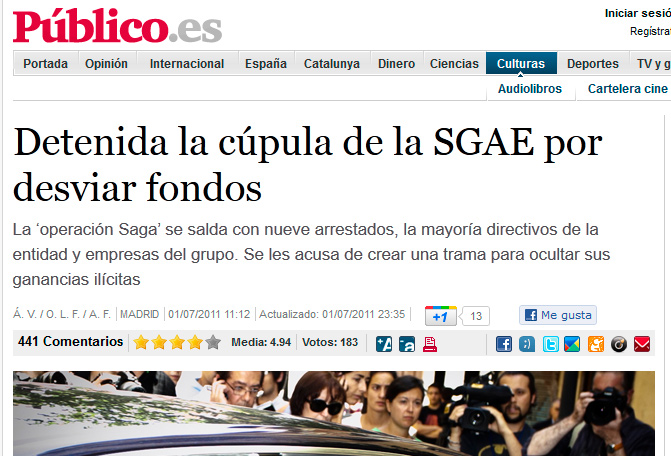 Público.es
Iniciar sesió
Regístrat
Portada Opinión Internacional España Catalunya Dinero Ciencias Culturas Deportes TV y g
Audiolibros Cartelera cine
Detenida la cúpula de la SGAE por
desviar fondos
La ‘operación Saga’ se salda con nueve arrestados, la mayoría directivos de la
entidad y empresas del grupo. Se les acusa de crear una trama para ocultar sus
ganancias ilícitas
Á. V. / O. L. F. / A. F. MADRID 01/07/2011 11:12 Actualizado: 01/07/2011 23:35 +1 13 Me gusta
441 Comentarios Media: 4.94 Votos: 183